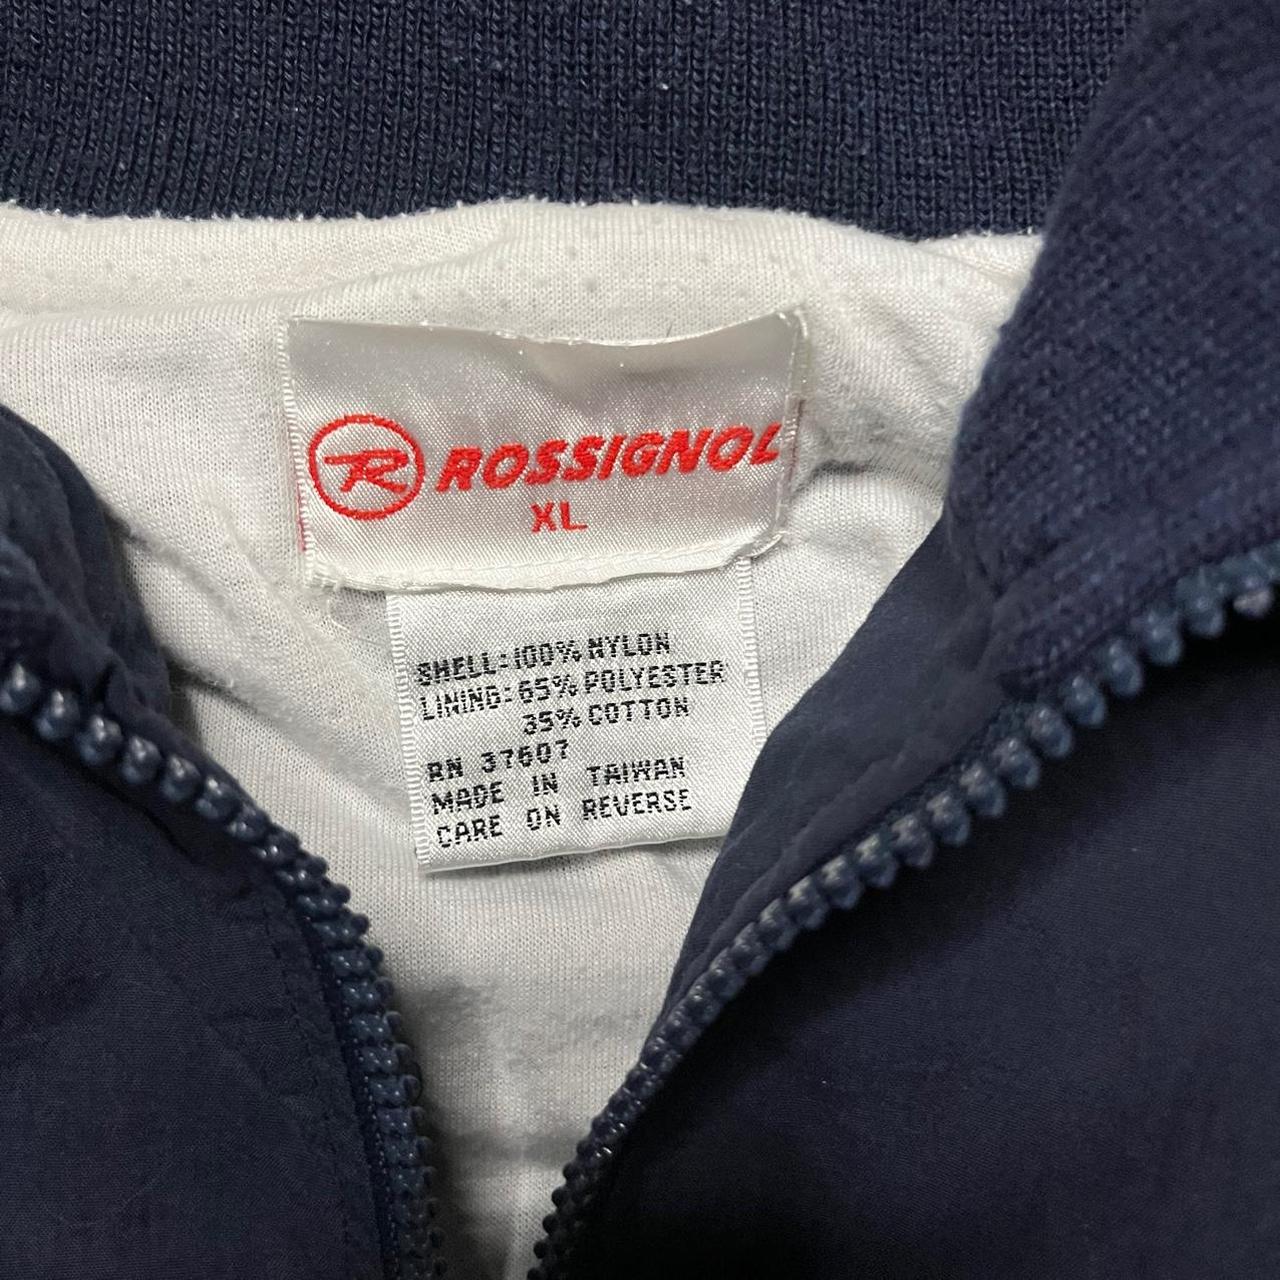 R ROSSIGNOL
XL
SHELL:100% NYLON
LINING:65% POLYESTER
35% COTTON
RN 37607
MADE IN TAIWAN
CARE ON REVERSE